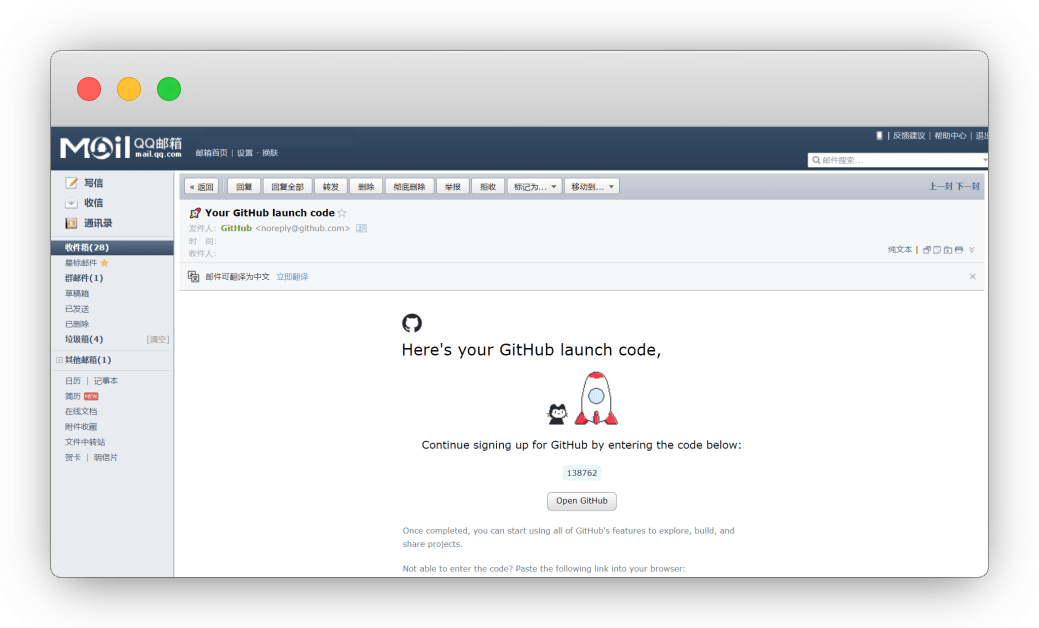 Mail QQ邮箱 mail.qq.com
邮箱首页 | 设置 - 换肤
| 反馈建议 | 帮助中心 | 退出
邮件搜索...
写信
收信
通讯录
收件箱(28)
星标邮件
群邮件(1)
草稿箱
已发送
已删除
垃圾箱(4) [清空]
其他邮箱(1)
日历 | 记事本
简历 NEW
在线文档
附件收藏
文件中转站
贺卡 | 明信片
« 返回 回复 回复全部 转发 删除 彻底删除 举报 拒收 标记为... 移动到... 上一封 下一封
Your GitHub launch code☆
发件人: GitHub <noreply@github.com>
时 间:
收件人:
纯文本 |
邮件可翻译为中文 立即翻译
Here's your GitHub launch code,
Continue signing up for GitHub by entering the code below:
138762
Open GitHub
Once completed, you can start using all of GitHub's features to explore, build, and
share projects.
Not able to enter the code? Paste the following link into your browser: